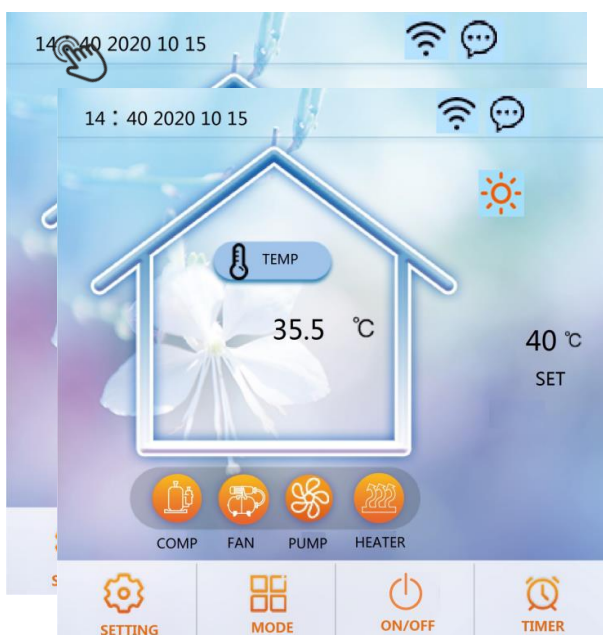 14:40 2020 10 15
14:40 2020 10 15
TEMP
35.5 ℃
40 ℃
SET
COMP FAN PUMP HEATER
S
SETTING MODE ON/OFF TIMER